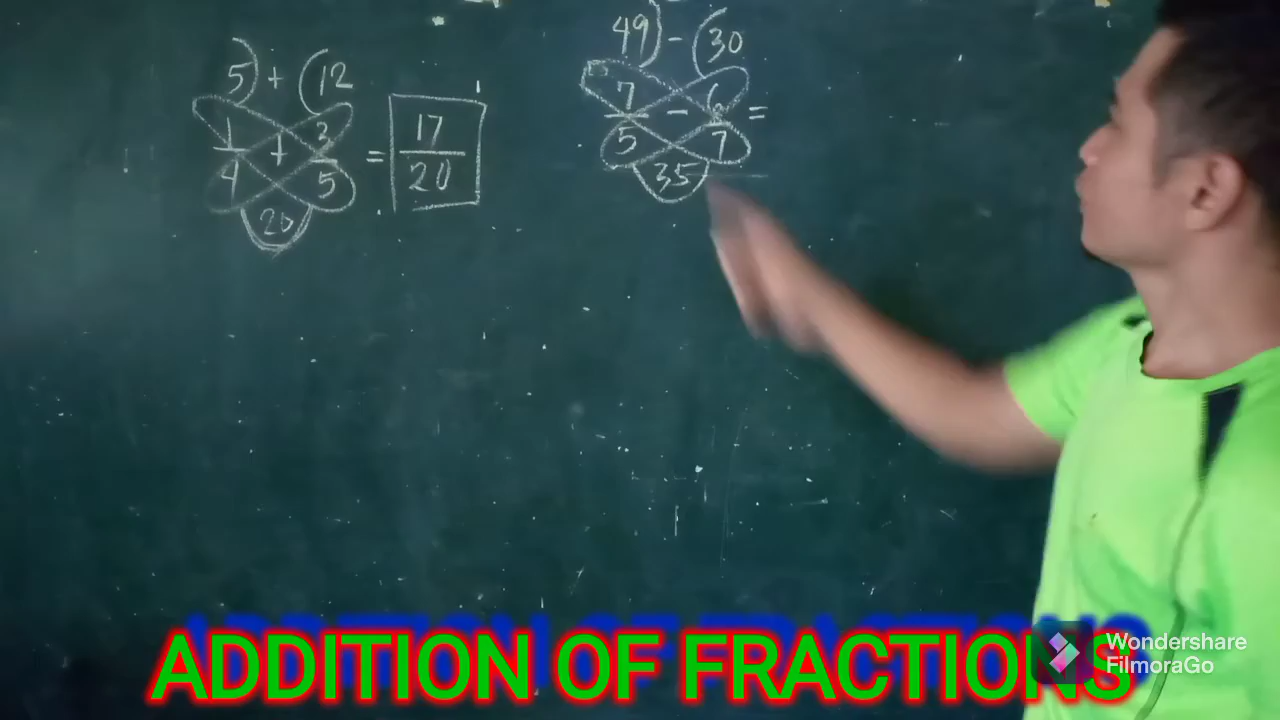 5) + (12
1/4 + 3/5 = 17/20
20
49) - (30
7/5 - 6/7 =
35
ADDITION OF FRACTIONS
Wondershare
FilmoraGo